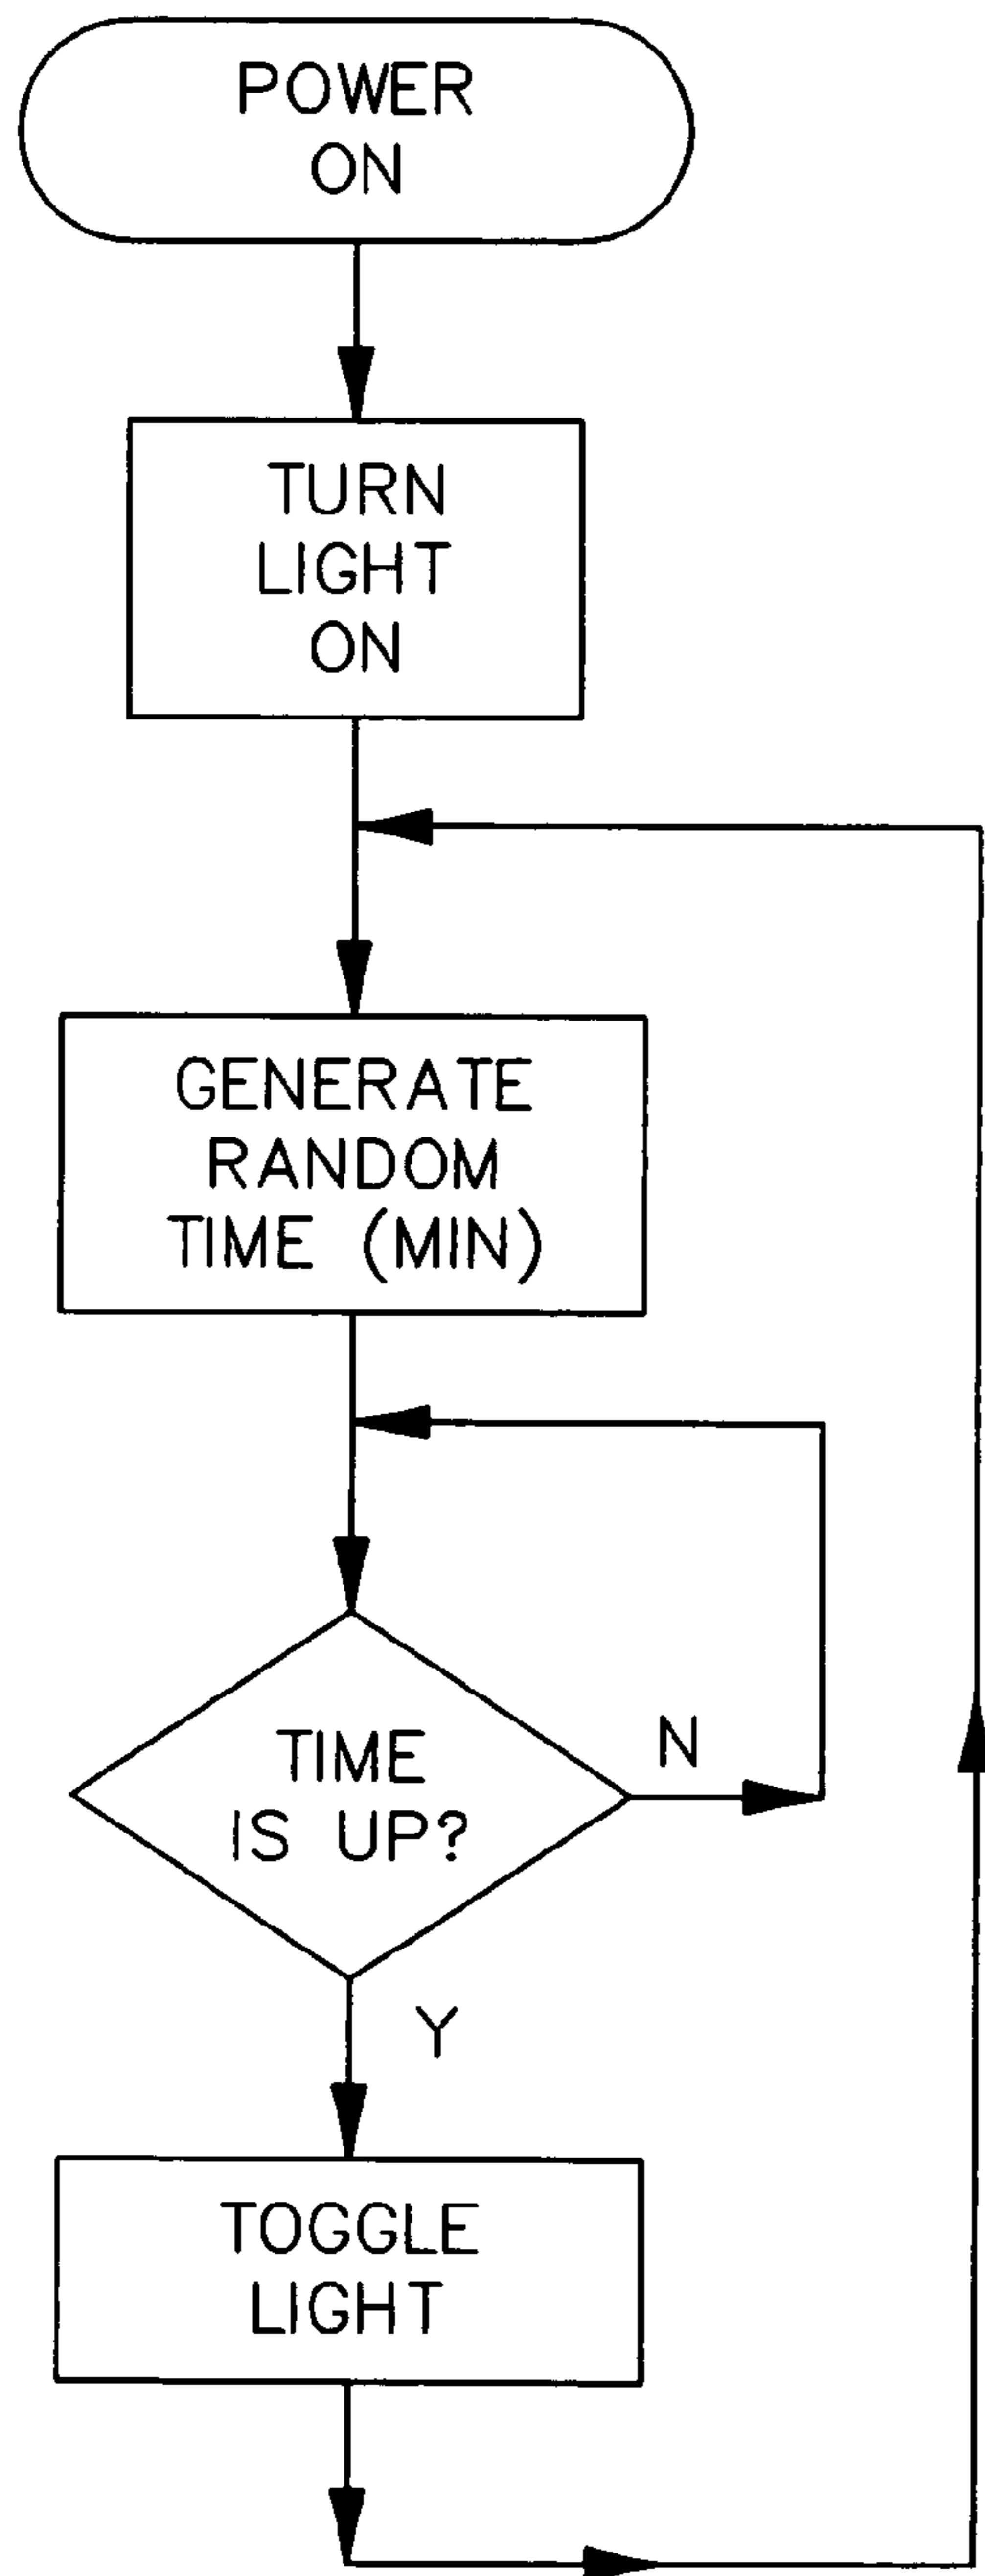 POWER
ON
TURN
LIGHT
ON
GENERATE
RANDOM
TIME (MIN)
TIME
IS UP?
N
Y
TOGGLE
LIGHT